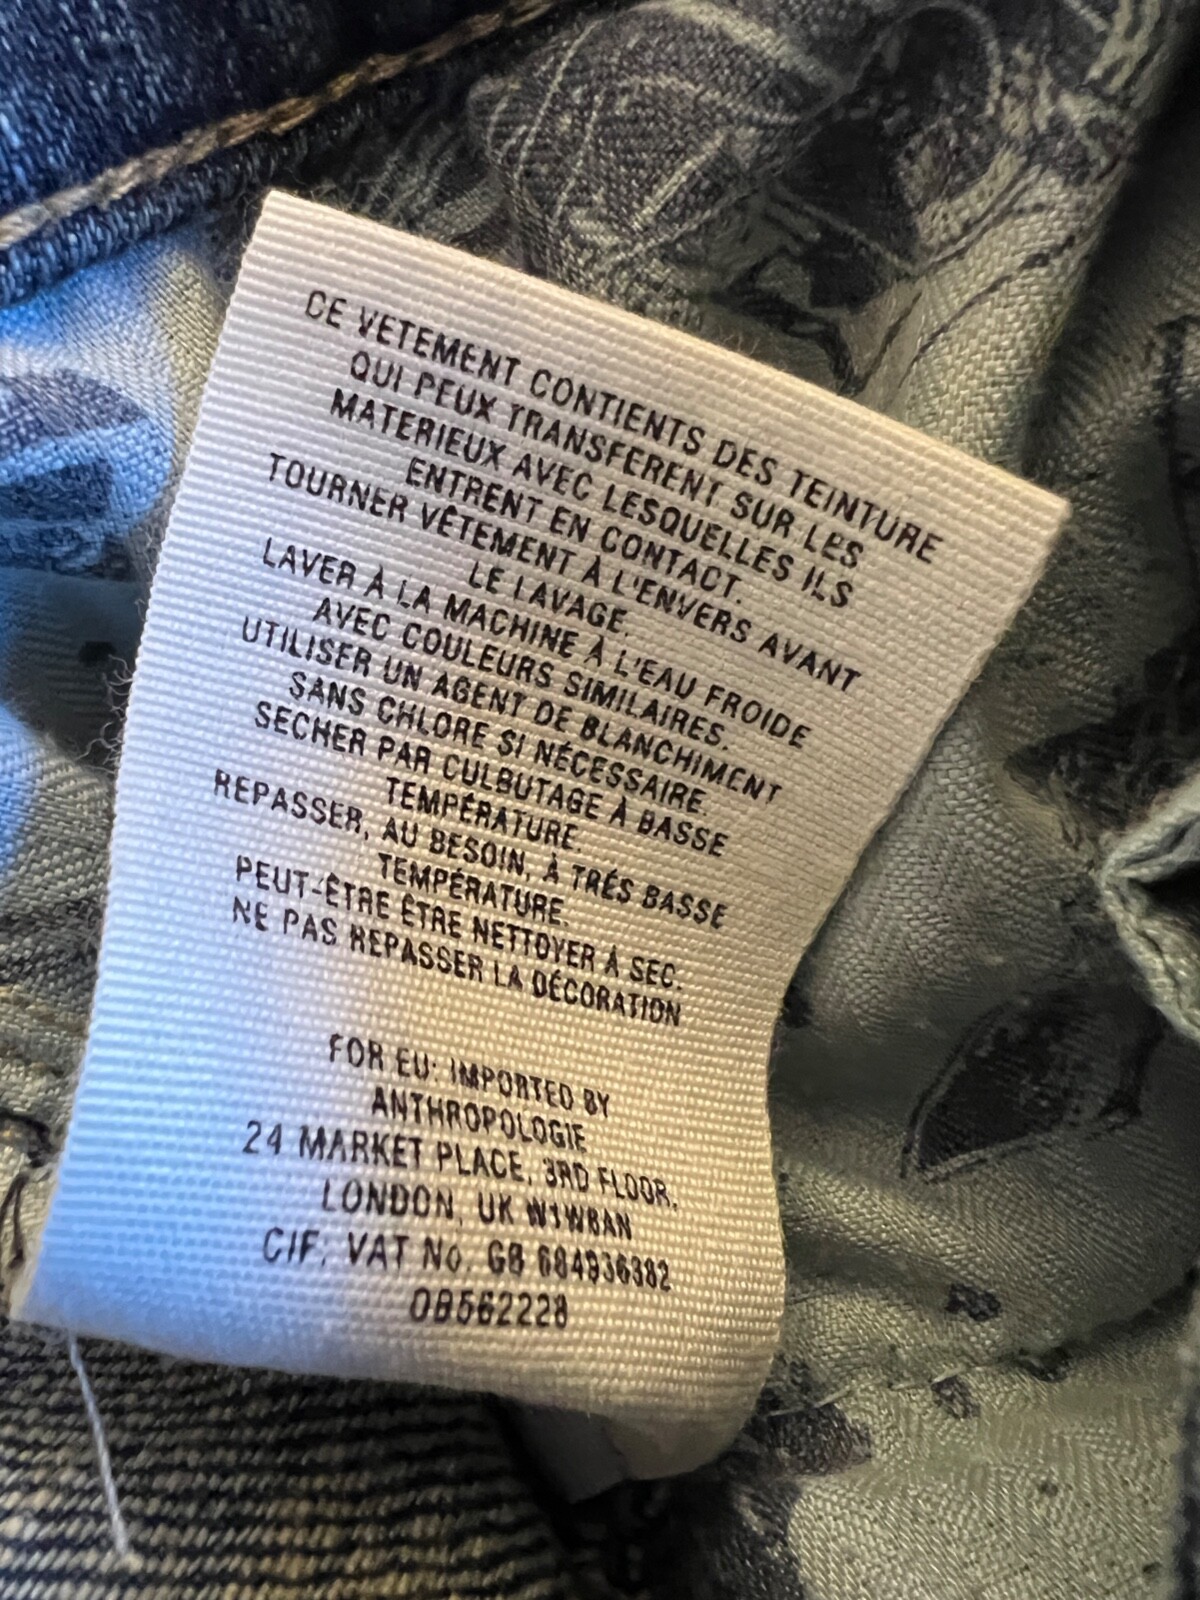 CE VETEMENT CONTIENTS DES TEINTURE
QUI PEUX TRANSFERENT SUR LES
MATERIEUX AVEC LESQUELLES ILS
ENTRENT EN CONTACT.
TOURNER VÊTEMENT À L'ENVERS AVANT
LE LAVAGE.
LAVER À LA MACHINE À L'EAU FROIDE
AVEC COULEURS SIMILAIRES.
UTILISER UN AGENT DE BLANCHIMENT
SANS CHLORE SI NÉCESSAIRE.
SECHER PAR CULBUTAGE À BASSE
TEMPÉRATURE.
REPASSER, AU BESOIN, À TRÉS BASSE
TEMPÉRATURE.
PEUT-ÊTRE ÊTRE NETTOYER À SEC.
NE PAS REPASSER LA DÉCORATION
FOR EU: IMPORTED BY
ANTHROPOLOGIE
24 MARKET PLACE, 3RD FLOOR,
LONDON, UK W1W8AN
CIF: VAT No. GB 684936382
OB562228